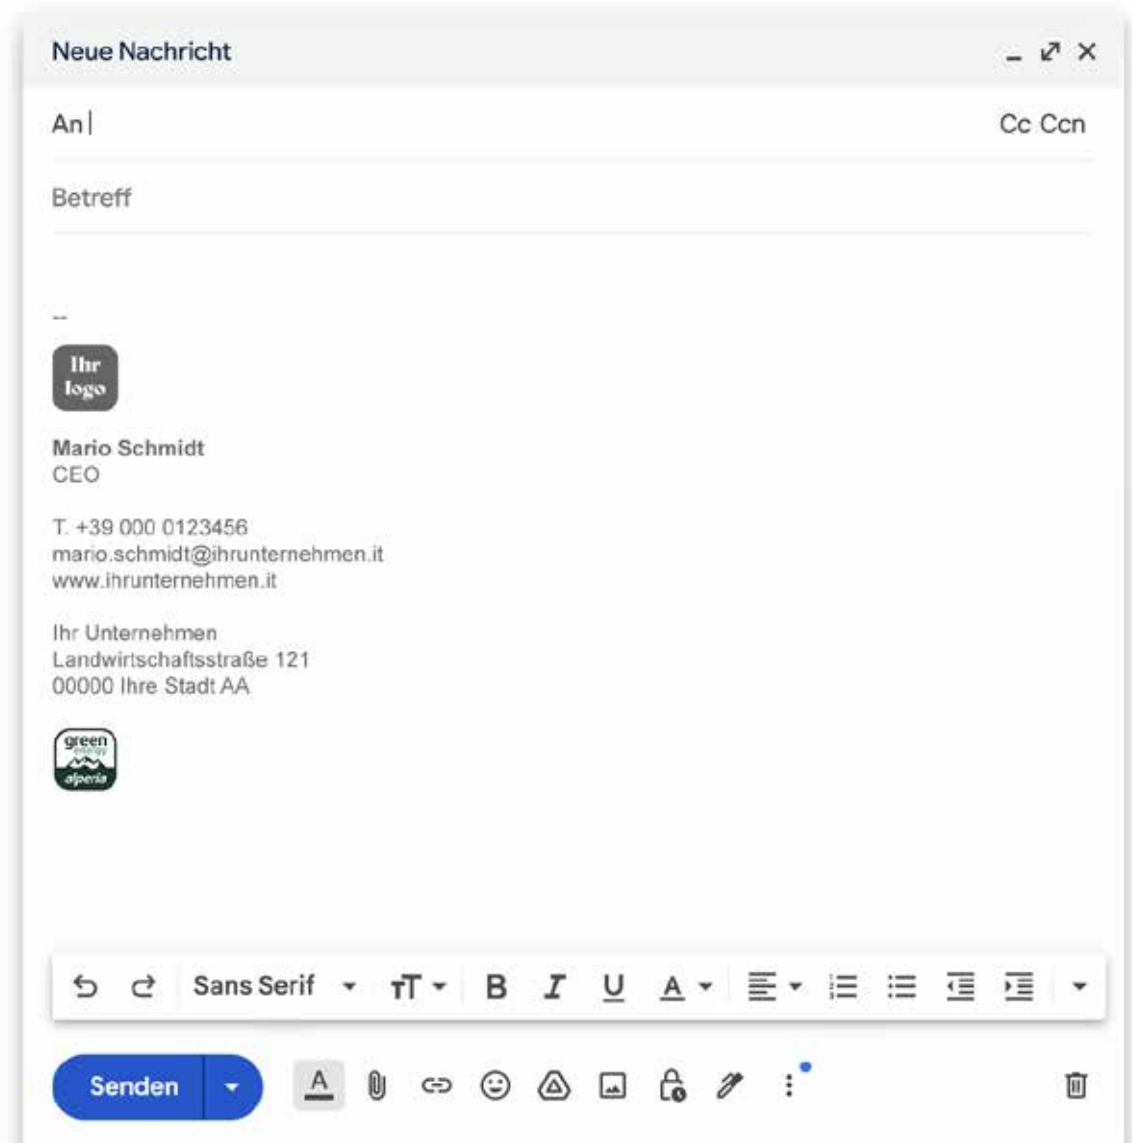 Neue Nachricht
An
Cc Ccn
Betreff
--
Ihr
logo
Mario Schmidt
CEO
T. +39 000 0123456
mario.schmidt@ihrunternehmen.it
www.ihrunternehmen.it
Ihr Unternehmen
Landwirtschaftsstraße 121
00000 Ihre Stadt AA
green
energy
alperia
Sans Serif
Senden